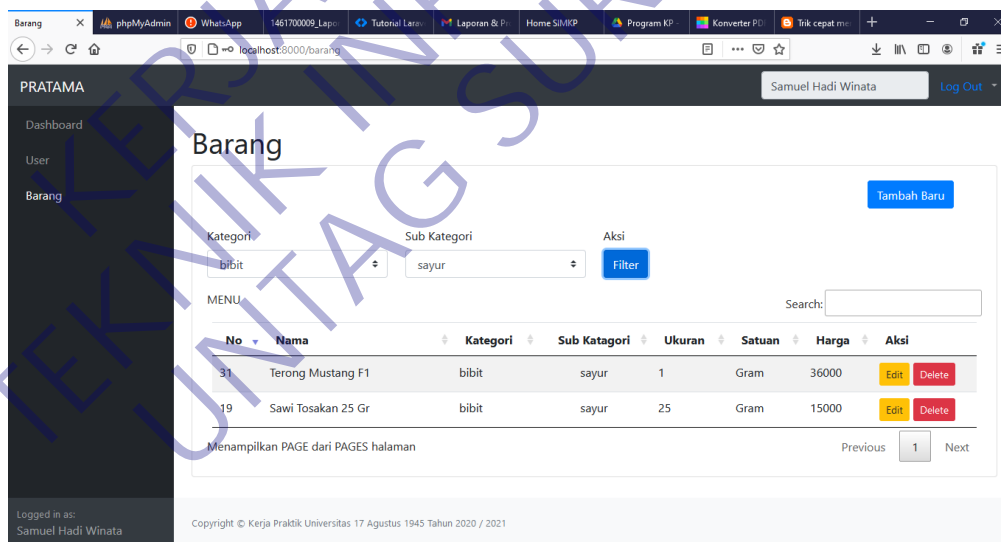 Barang
phpMyAdmin
WhatsApp
1461700009_Lapo
Tutorial Larav
Laporan & Pr
Home SIMKP
Program KP -
Konverter PD
Trik cepat me
localhost:8000/barang
PRATAMA
Samuel Hadi Winata
Log Out
Dashboard
User
Barang
Barang
Tambah Baru
Kategori
Sub Kategori
Aksi
bibit
sayur
Filter
MENU
Search:
No Nama Kategori Sub Katagori Ukuran Satuan Harga Aksi
31 Terong Mustang F1 bibit sayur 1 Gram 36000 Edit Delete
19 Sawi Tosakan 25 Gr bibit sayur 25 Gram 15000 Edit Delete
Menampilkan PAGE dari PAGES halaman
Previous 1 Next
Logged in as:
Samuel Hadi Winata
Copyright © Kerja Praktik Universitas 17 Agustus 1945 Tahun 2020 / 2021